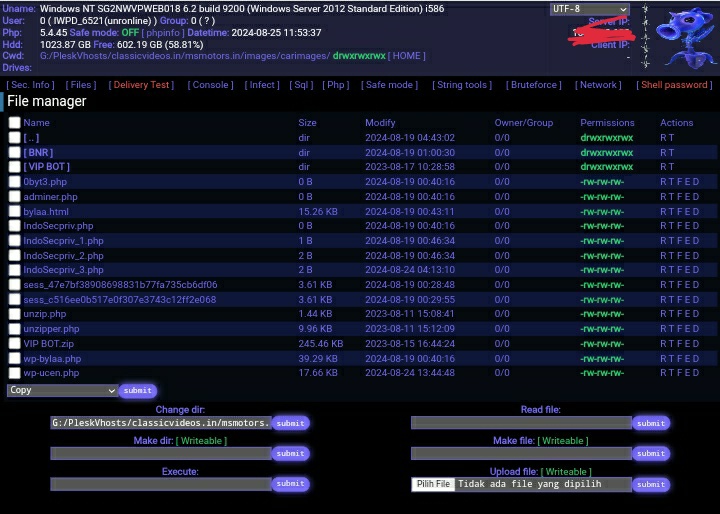 Uname: Windows NT SG2NWVPWEB018 6.2 build 9200 (Windows Server 2012 Standard Edition) i586
UTF-8
User: 0 ( IWPD_6521(unronline) ) Group: 0 ( ? )
Server IP:
Php: 5.4.45 Safe mode: OFF [ phpinfo ] Datetime: 2024-08-25 11:53:37
Hdd: 1023.87 GB Free: 602.19 GB (58.81%)
Client IP:
Cwd: G:/PleskVhosts/classicvideos.in/msmotors.in/images/carimages/ drwxrwxrwx [ HOME ]
Drives:
[ Sec. Info ] [ Files ] [ Delivery Test ] [ Console ] [ Infect ] [ Sql ] [ Php ] [ Safe mode ] [ String tools ] [ Bruteforce ] [ Network ] [ Shell password ]
File manager
Name Size Modify Owner/Group Permissions Actions
[ .. ] dir 2024-08-19 04:43:02 0/0 drwxrwxrwx R T
[ BNR ] dir 2024-08-19 01:00:30 0/0 drwxrwxrwx R T
[ VIP BOT ] dir 2023-08-17 10:28:58 0/0 drwxrwxrwx R T
0byt3.php 0 B 2024-08-19 00:40:16 0/0 -rw-rw-rw- R T F E D
adminer.php 0 B 2024-08-19 00:40:16 0/0 -rw-rw-rw- R T F E D
bylaa.html 15.26 KB 2024-08-19 00:43:11 0/0 -rw-rw-rw- R T F E D
IndoSecpriv.php 0 B 2024-08-19 00:40:16 0/0 -rw-rw-rw- R T F E D
IndoSecpriv_1.php 1 B 2024-08-19 00:46:34 0/0 -rw-rw-rw- R T F E D
IndoSecpriv_2.php 2 B 2024-08-19 00:46:34 0/0 -rw-rw-rw- R T F E D
IndoSecpriv_3.php 2 B 2024-08-24 04:13:10 0/0 -rw-rw-rw- R T F E D
sess_47e7bf38908698831b77fa735cb6df06 3.61 KB 2024-08-19 00:28:48 0/0 -rw-rw-rw- R T F E D
sess_c516ee0b517e0f307e3743c12ff2e068 3.61 KB 2024-08-19 00:29:55 0/0 -rw-rw-rw- R T F E D
unzip.php 1.44 KB 2023-08-11 15:08:41 0/0 -rw-rw-rw- R T F E D
unzipper.php 9.96 KB 2023-08-11 15:12:09 0/0 -rw-rw-rw- R T F E D
VIP BOT.zip 245.46 KB 2023-08-15 16:44:24 0/0 -rw-rw-rw- R T F E D
wp-bylaa.php 39.29 KB 2024-08-19 00:40:16 0/0 -rw-rw-rw- R T F E D
wp-ucen.php 17.66 KB 2024-08-24 13:44:48 0/0 -rw-rw-rw- R T F E D
Copy submit
Change dir: Read file:
G:/PleskVhosts/classicvideos.in/msmotors. submit submit
Make dir: [ Writeable ] Make file: [ Writeable ]
submit submit
Execute: Upload file: [ Writeable ]
submit Pilih File Tidak ada file yang dipilih submit